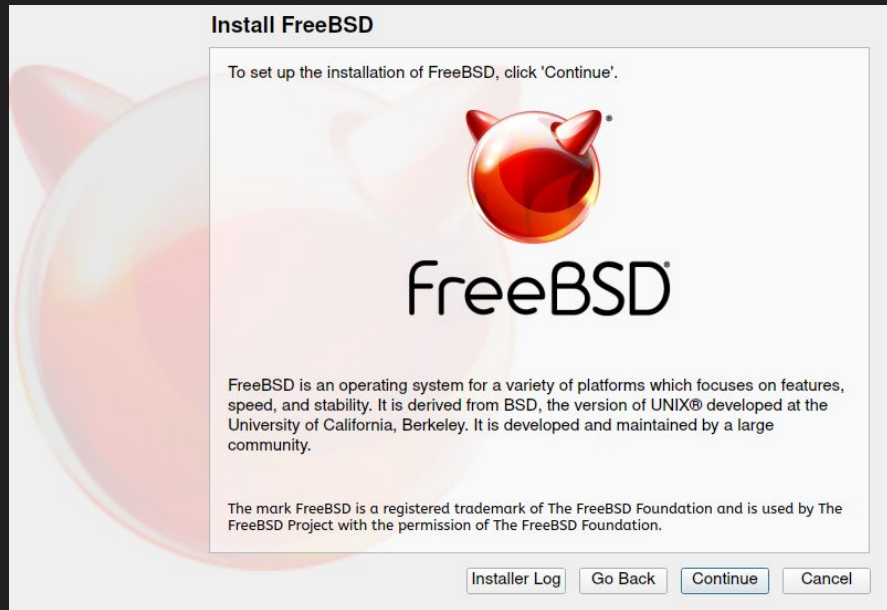 Install FreeBSD
To set up the installation of FreeBSD, click 'Continue'.
®
FreeBSD®
FreeBSD is an operating system for a variety of platforms which focuses on features,
speed, and stability. It is derived from BSD, the version of UNIX® developed at the
University of California, Berkeley. It is developed and maintained by a large
community.
The mark FreeBSD is a registered trademark of The FreeBSD Foundation and is used by The
FreeBSD Project with the permission of The FreeBSD Foundation.
Installer Log Go Back Continue Cancel